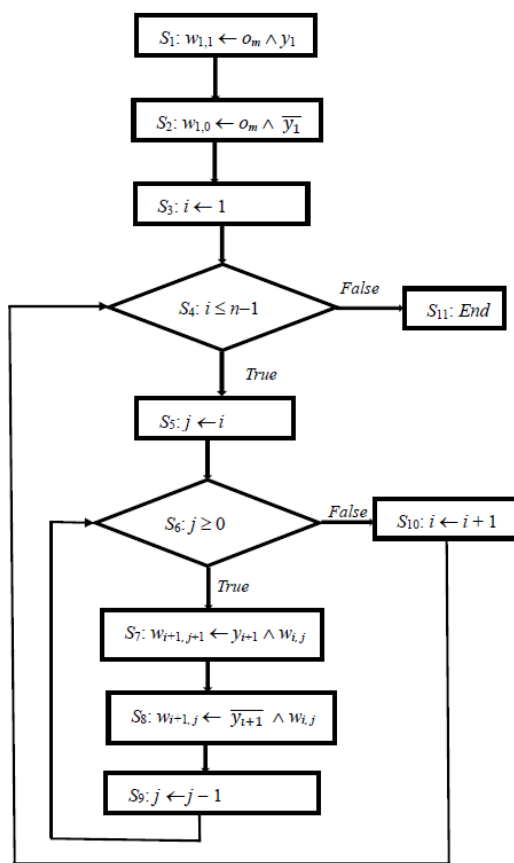 S₁: w₁,₁ ← oₘ ∧ y₁
S₂: w₁,₀ ← oₘ ∧ y̅₁
S₃: i ← 1
S₄: i ≤ n−1
False
S₁₁: End
True
S₅: j ← i
S₆: j ≥ 0
False
S₁₀: i ← i + 1
True
S₇: wᵢ₊₁, ⱼ₊₁ ← yᵢ₊₁ ∧ wᵢ, ⱼ
S₈: wᵢ₊₁, ⱼ ← y̅ᵢ₊₁ ∧ wᵢ, ⱼ
S₉: j ← j − 1